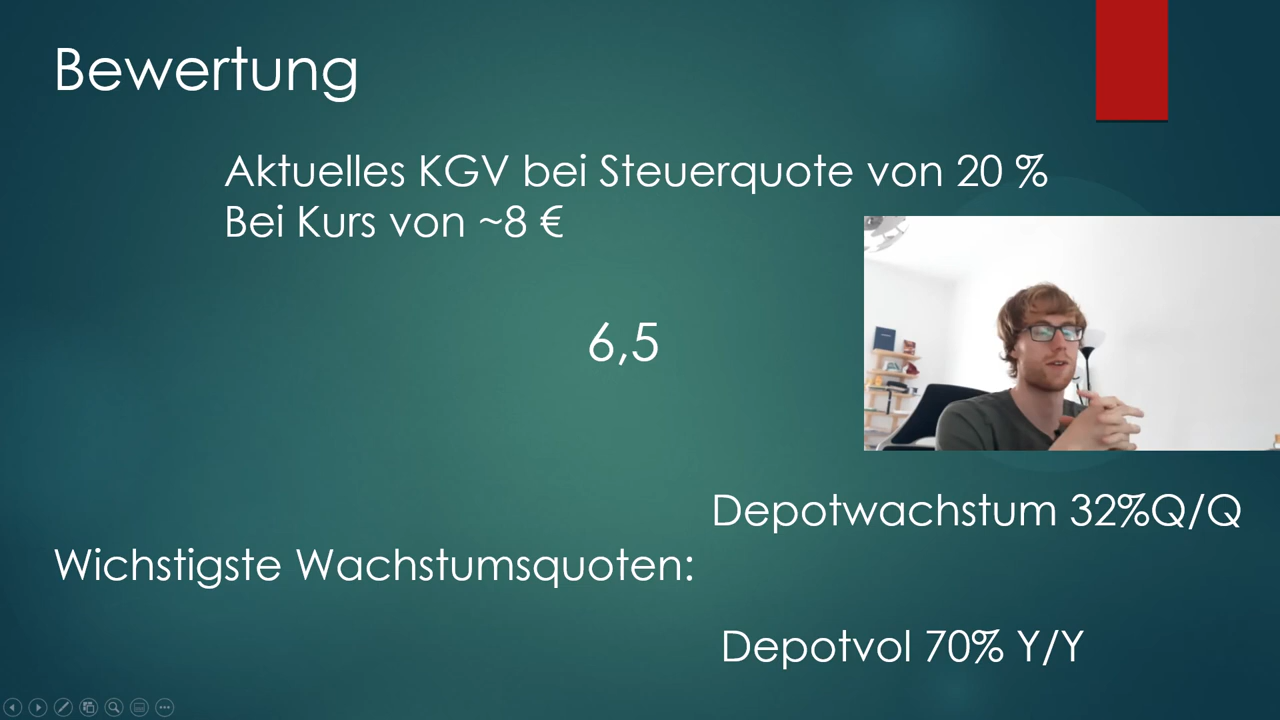 Bewertung
Aktuelles KGV bei Steuerquote von 20 %
Bei Kurs von ~8 €
6,5
Depotwachstum 32%Q/Q
Wichstigste Wachstumsquoten:
Depotvol 70% Y/Y